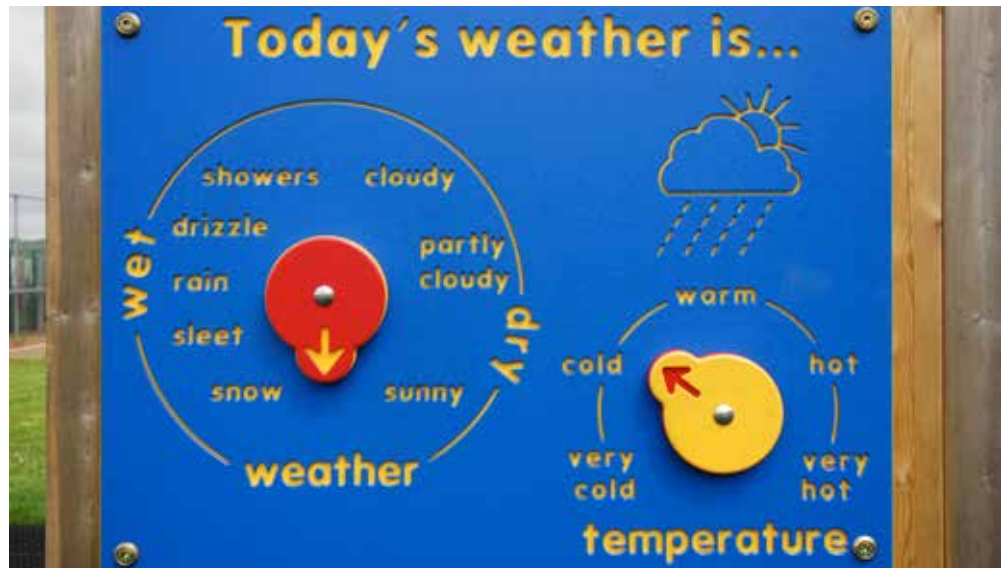 Today's weather is...
showers cloudy
drizzle
partly
cloudy
rain
wet
dry
sleet
snow sunny
weather
warm
cold hot
very
cold
very
hot
temperature